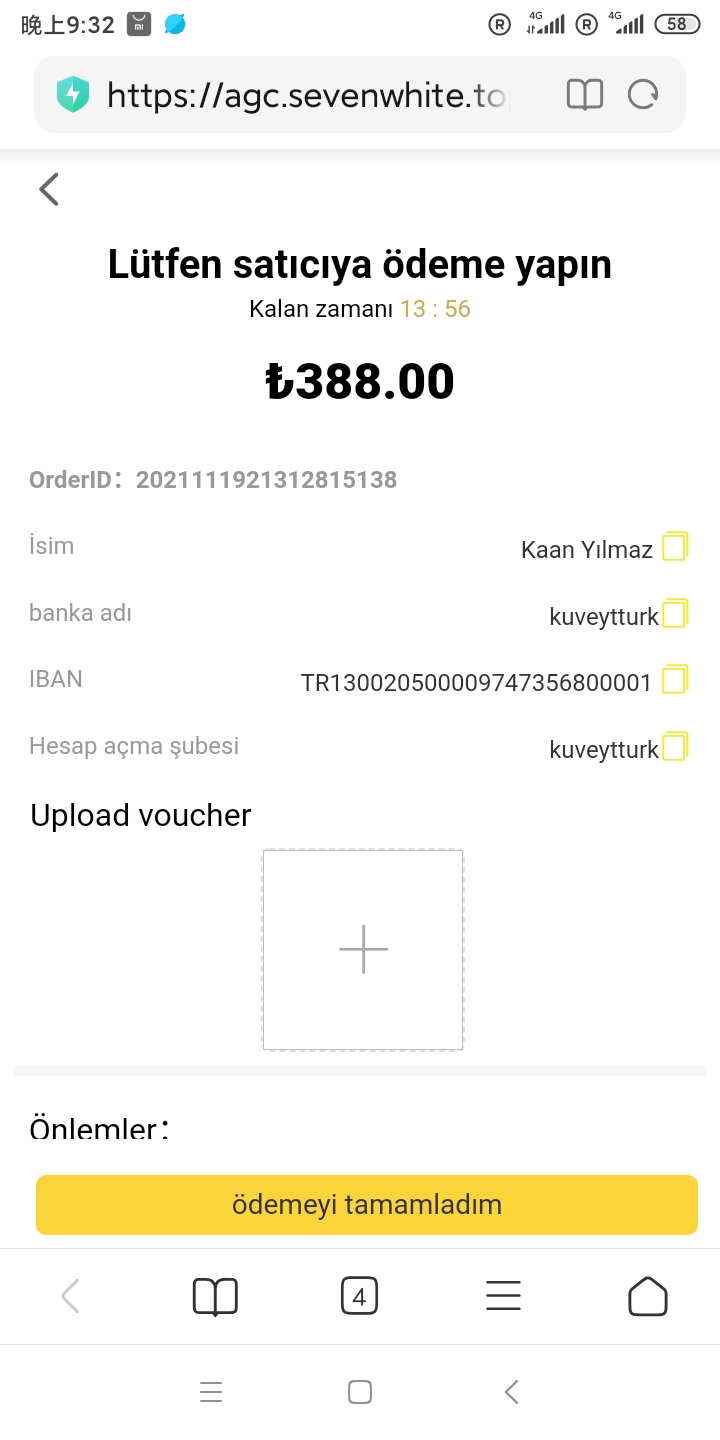 晚上9:32 4G 4G 58
https://agc.sevenwhite.to
Lütfen satıcıya ödeme yapın
Kalan zamanı 13 : 56
₺388.00
OrderID：2021111921312815138
İsim Kaan Yılmaz
banka adı kuveytturk
IBAN TR130020500009747356800001
Hesap açma şubesi kuveytturk
Upload voucher
Önlemler：
ödemeyi tamamladım
4